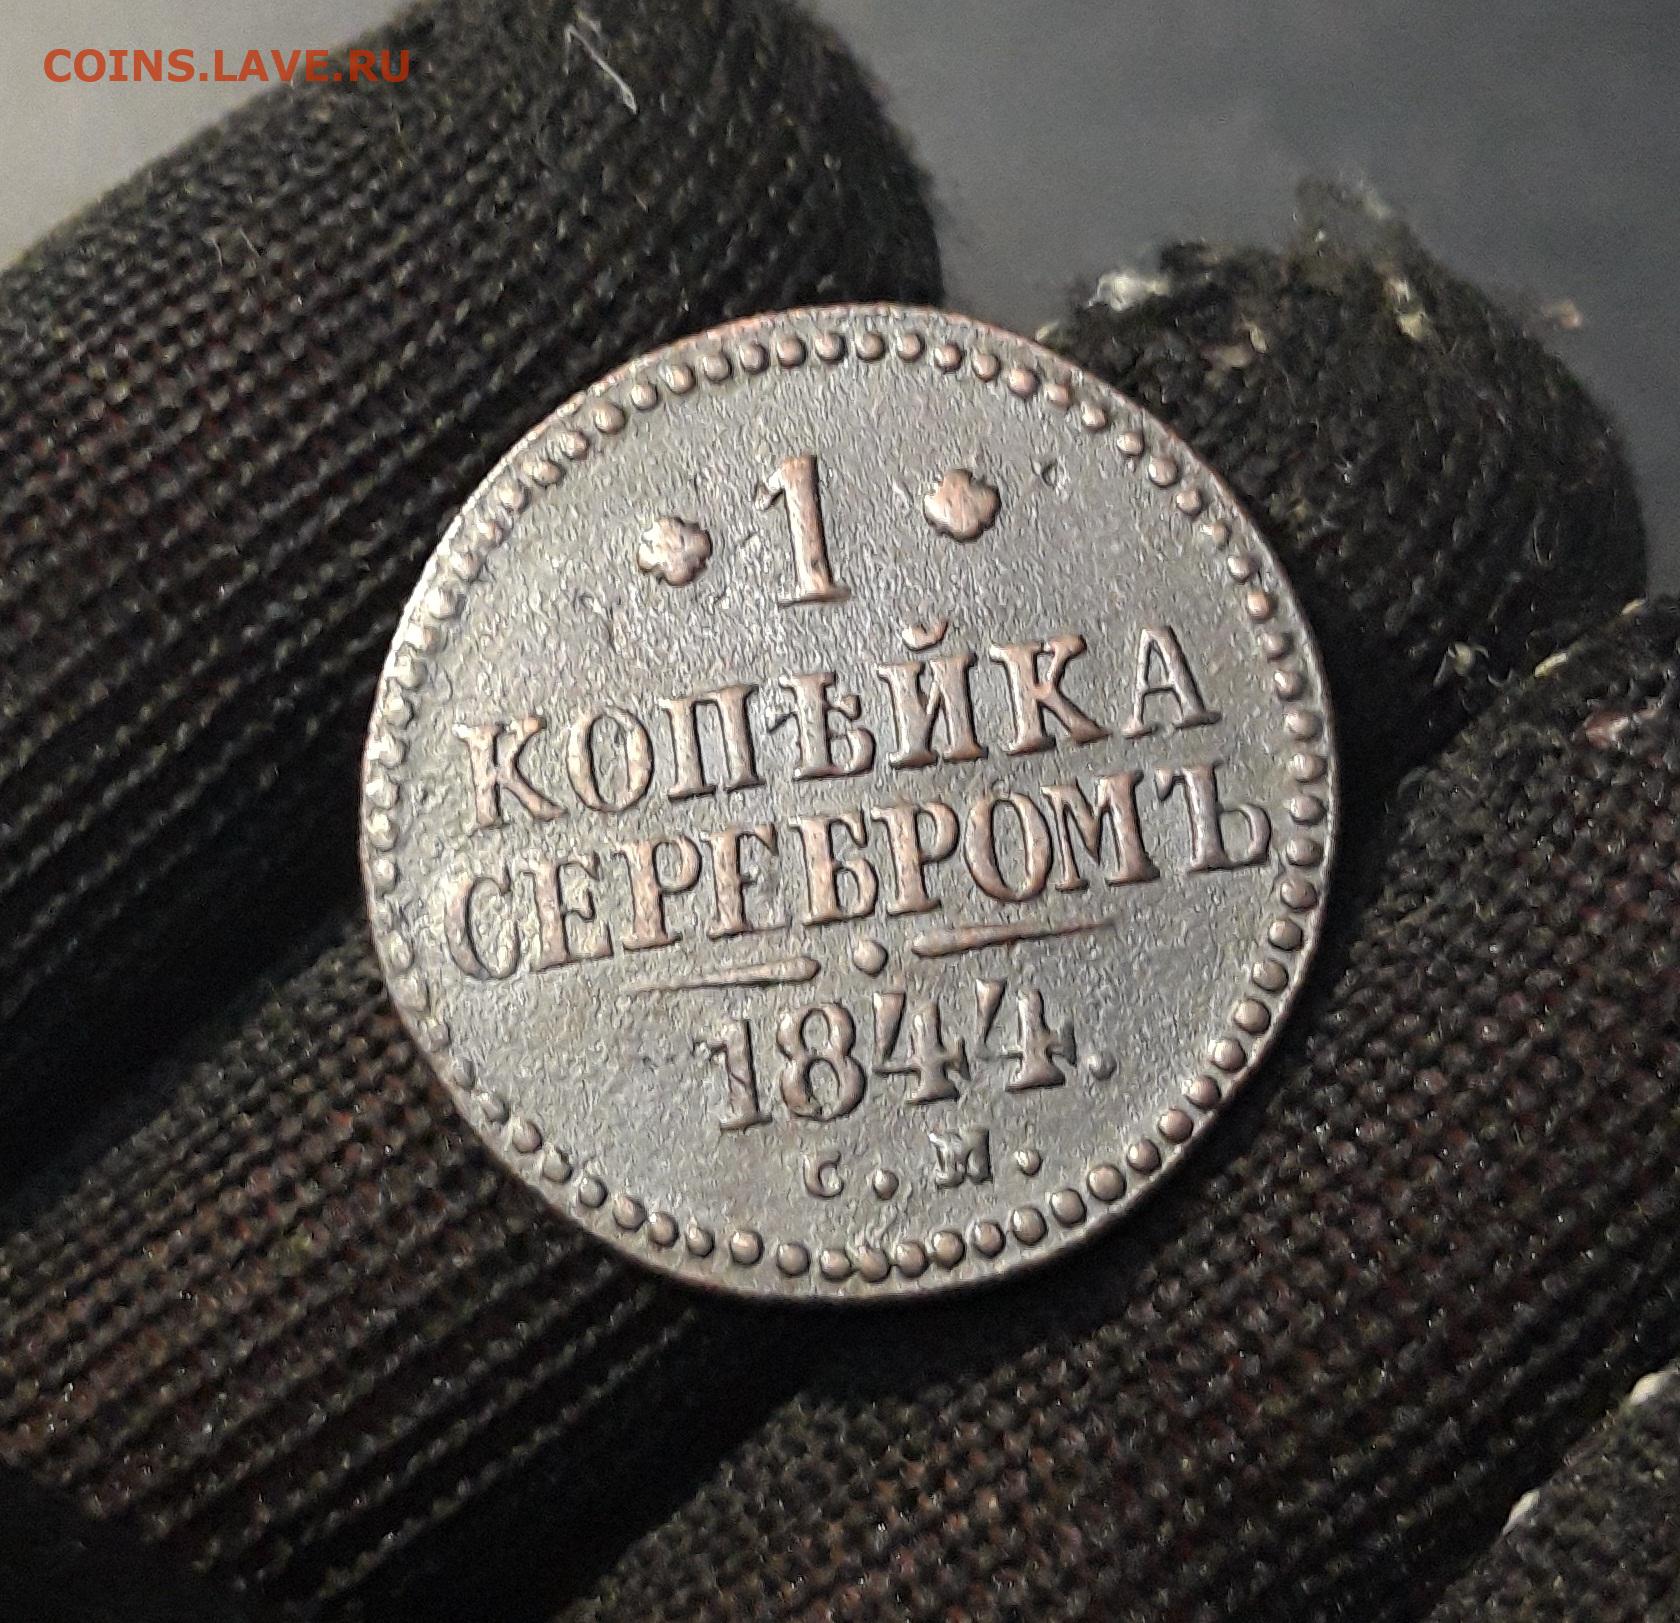 COINS.LAVE.RU
1
КОПѢЙКА
СЕРЕБРОМЪ
1844.
С. М.